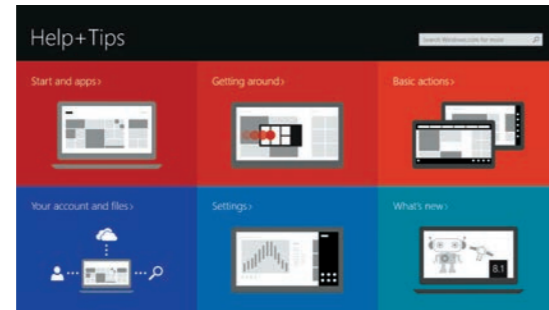 Help+Tips
Search Windows.com for more
Start and apps>
Getting around>
Basic actions>
Your account and files>
Settings>
What's new>
8.1